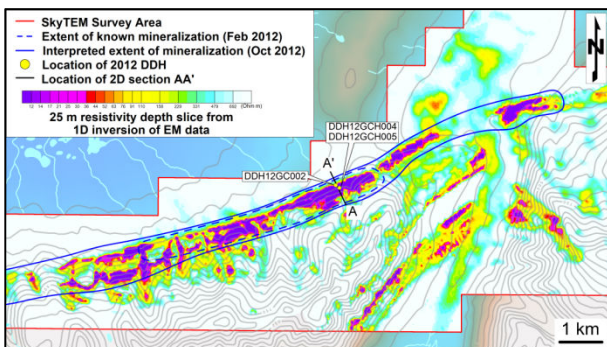 SkyTEM Survey Area
Extent of known mineralization (Feb 2012)
Interpreted extent of mineralization (Oct 2012)
Location of 2012 DDH
Location of 2D section AA'
(Ohm m)
25 m resistivity depth slice from
1D inversion of EM data
N
DDH12GCH004
DDH12GCH005
A'
DDH12GC002
A
1 km